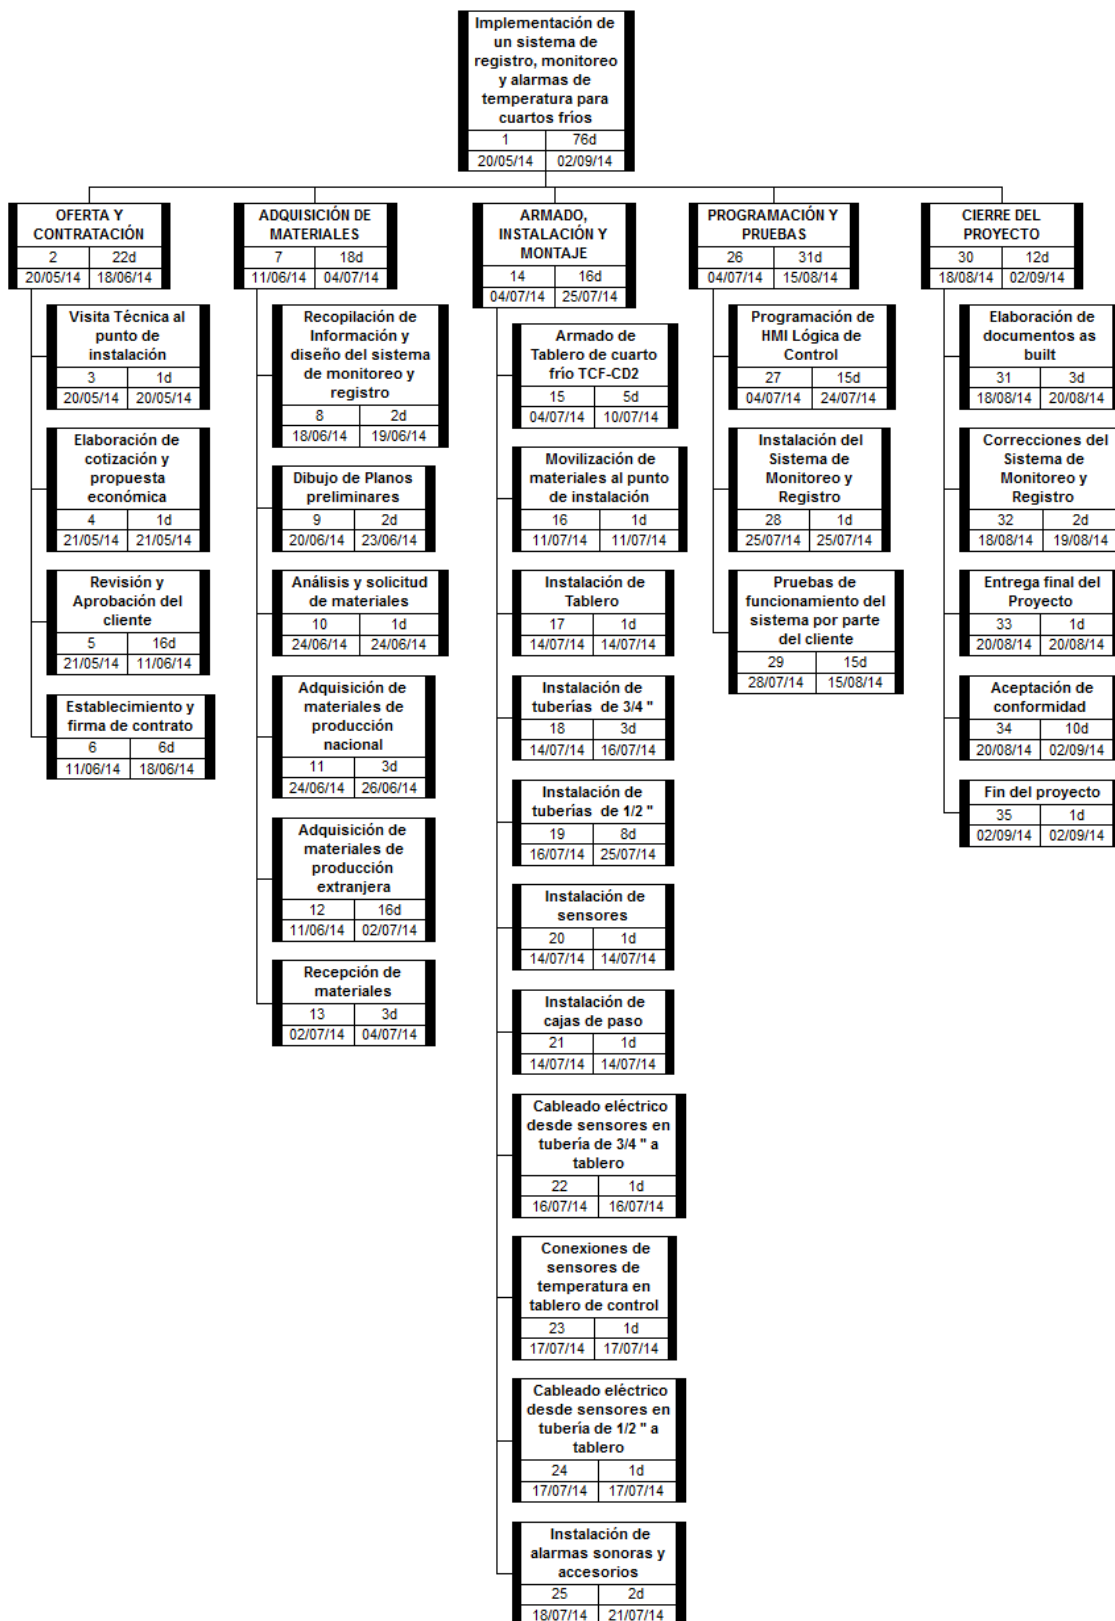 Implementación de
un sistema de
registro, monitoreo
y alarmas de
temperatura para
cuartos fríos
1 76d
20/05/14 02/09/14
OFERTA Y
CONTRATACIÓN
2 22d
20/05/14 18/06/14
Visita Técnica al
punto de
instalación
3 1d
20/05/14 20/05/14
Elaboración de
cotización y
propuesta
económica
4 1d
21/05/14 21/05/14
Revisión y
Aprobación del
cliente
5 16d
21/05/14 11/06/14
Establecimiento y
firma de contrato
6 6d
11/06/14 18/06/14
ADQUISICIÓN DE
MATERIALES
7 18d
11/06/14 04/07/14
Recopilación de
Información y
diseño del sistema
de monitoreo y
registro
8 2d
18/06/14 19/06/14
Dibujo de Planos
preliminares
9 2d
20/06/14 23/06/14
Análisis y solicitud
de materiales
10 1d
24/06/14 24/06/14
Adquisición de
materiales de
producción
nacional
11 3d
24/06/14 26/06/14
Adquisición de
materiales de
producción
extranjera
12 16d
11/06/14 02/07/14
Recepción de
materiales
13 3d
02/07/14 04/07/14
ARMADO,
INSTALACIÓN Y
MONTAJE
14 16d
04/07/14 25/07/14
Armado de
Tablero de cuarto
frío TCF-CD2
15 5d
04/07/14 10/07/14
Movilización de
materiales al punto
de instalación
16 1d
11/07/14 11/07/14
Instalación de
Tablero
17 1d
14/07/14 14/07/14
Instalación de
tuberías de 3/4 "
18 3d
14/07/14 16/07/14
Instalación de
tuberías de 1/2 "
19 8d
16/07/14 25/07/14
Instalación de
sensores
20 1d
14/07/14 14/07/14
Instalación de
cajas de paso
21 1d
14/07/14 14/07/14
Cableado eléctrico
desde sensores en
tubería de 3/4 " a
tablero
22 1d
16/07/14 16/07/14
Conexiones de
sensores de
temperatura en
tablero de control
23 1d
17/07/14 17/07/14
Cableado eléctrico
desde sensores en
tubería de 1/2 " a
tablero
24 1d
17/07/14 17/07/14
Instalación de
alarmas sonoras y
accesorios
25 2d
18/07/14 21/07/14
PROGRAMACIÓN Y
PRUEBAS
26 31d
04/07/14 15/08/14
Programación de
HMI Lógica de
Control
27 15d
04/07/14 24/07/14
Instalación del
Sistema de
Monitoreo y
Registro
28 1d
25/07/14 25/07/14
Pruebas de
funcionamiento del
sistema por parte
del cliente
29 15d
28/07/14 15/08/14
CIERRE DEL
PROYECTO
30 12d
18/08/14 02/09/14
Elaboración de
documentos as
built
31 3d
18/08/14 20/08/14
Correcciones del
Sistema de
Monitoreo y
Registro
32 2d
18/08/14 19/08/14
Entrega final del
Proyecto
33 1d
20/08/14 20/08/14
Aceptación de
conformidad
34 10d
20/08/14 02/09/14
Fin del proyecto
35 1d
02/09/14 02/09/14